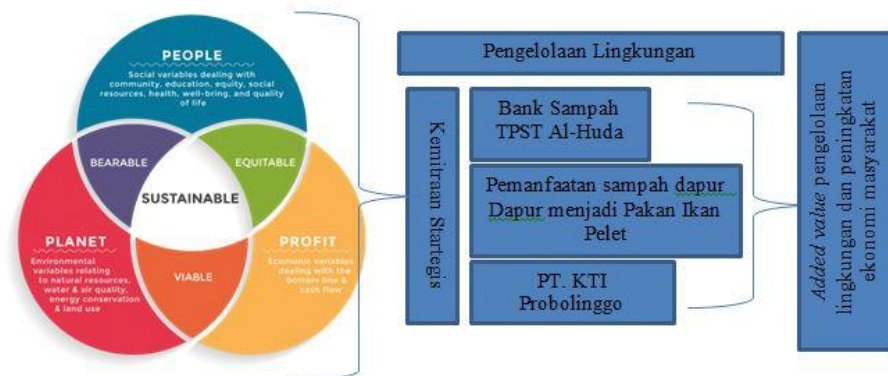 PEOPLE
Social variables dealing with
community, education, equity, social
resources, health, well-bring, and quality
of life
BEARABLE
EQUITABLE
SUSTAINABLE
PLANET
Environmental
variables relating
to natural resources,
water & air quality,
energy conservation
& land use
VIABLE
PROFIT
Economic variables
dealing with the
bottom line &
cash flow
Pengelolaan Lingkungan
Kemitraan Startegis
Bank Sampah
TPST Al-Huda
Pemanfaatan sampah dapur
Dapur menjadi Pakan Ikan
Pelet
PT. KTI
Probolinggo
Added value pengelolaan
lingkungan dan peningkatan
ekonomi masyarakat